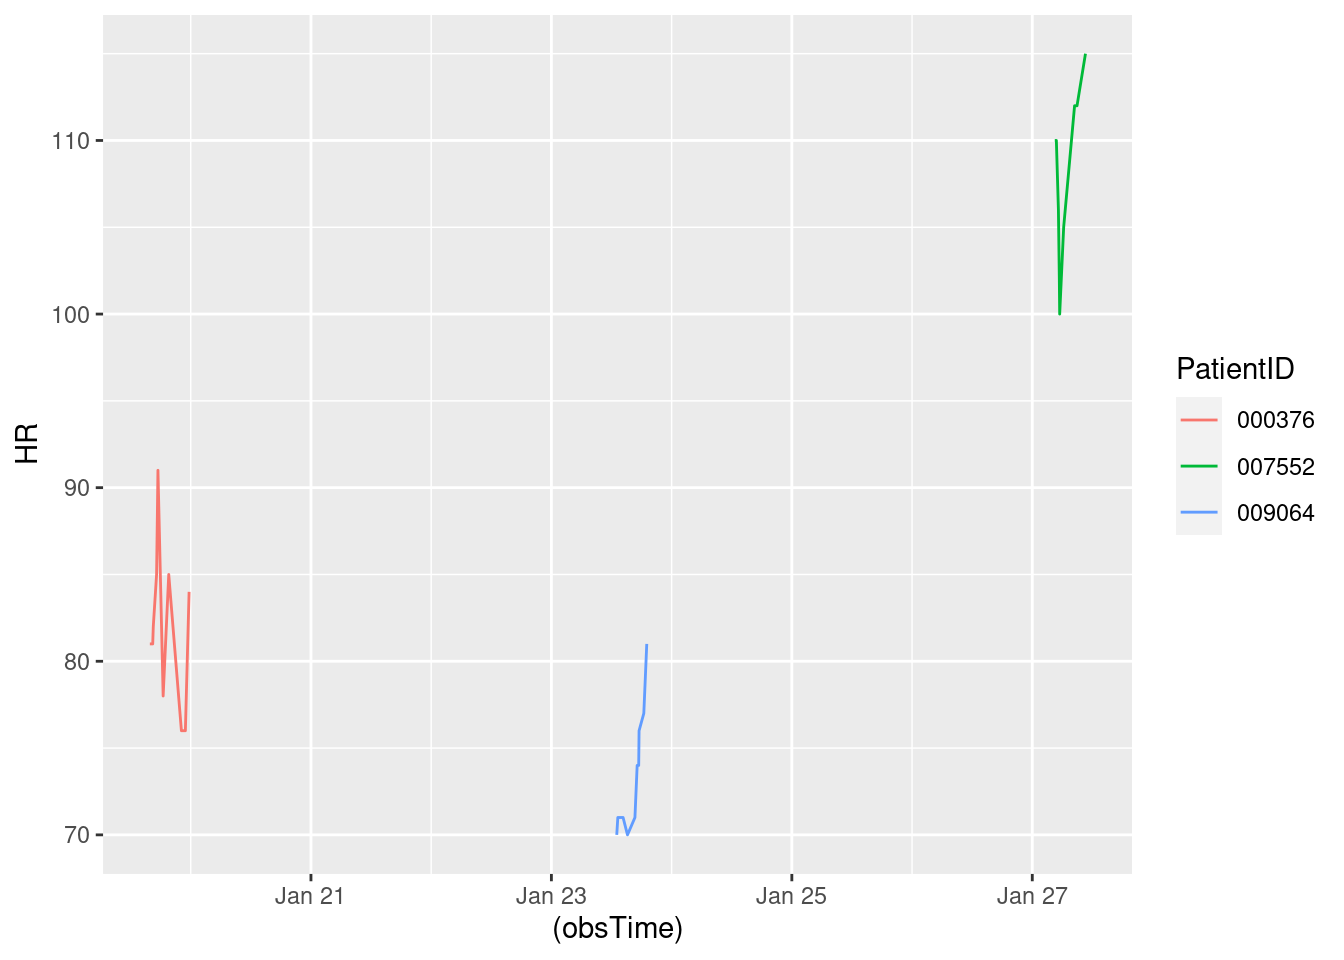 110
100
90
80
70
HR
Jan 21
Jan 23
Jan 25
Jan 27
(obsTime)
PatientID
000376
007552
009064